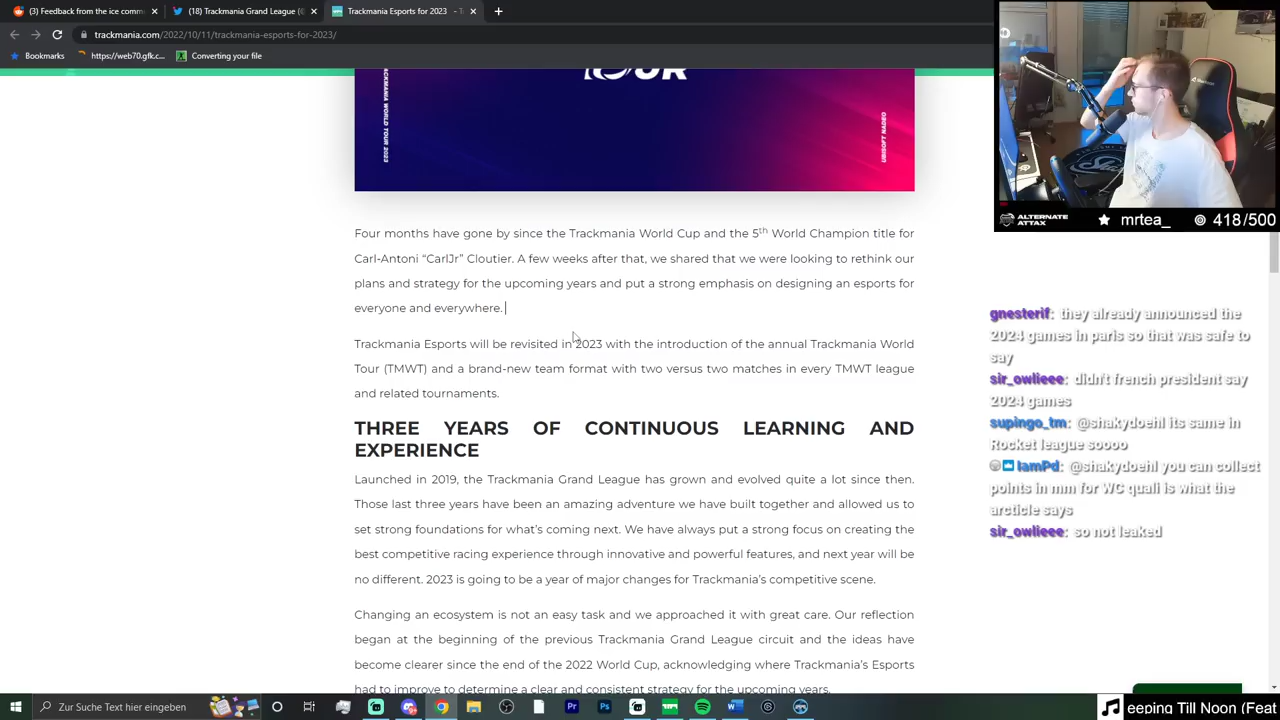 (3) Feedback from the ice comm
(18) Trackmania Grand League (
Trackmania Esports for 2023
trackmania.com/2022/10/11/trackmania-esports-for-2023/
Bookmarks
https://web70.gfk.c...
Converting your file
TRACKMANIA WORLD TOUR 2023
TOUR
UBISOFT NADEO
ALTERNATE ATTAX
mrtea_
418/500
Four months have gone by since the Trackmania World Cup and the 5th World Champion title for
Carl-Antoni “CarlJr” Cloutier. A few weeks after that, we shared that we were looking to rethink our
plans and strategy for the upcoming years and put a strong emphasis on designing an esports for
everyone and everywhere.
Trackmania Esports will be revisited in 2023 with the introduction of the annual Trackmania World
Tour (TMWT) and a brand-new team format with two versus two matches in every TMWT league
and related tournaments.
THREE YEARS OF CONTINUOUS LEARNING AND
EXPERIENCE
Launched in 2019, the Trackmania Grand League has grown and evolved quite a lot since then.
Those last three years have been an amazing adventure we have built together and allowed us to
set strong foundations for what’s coming next. We have always put a strong focus on creating the
best competitive racing experience through innovative and powerful features, and next year will be
no different. 2023 is going to be a year of major changes for Trackmania’s competitive scene.
Changing an ecosystem is not an easy task and we approached it with great care. Our reflection
began at the beginning of the previous Trackmania Grand League circuit and the ideas have
become clearer since the end of the 2022 World Cup, acknowledging where Trackmania’s Esports
had to improve to determine a clear and consistent strategy for the upcoming years.
gnesterif: they already announced the
2024 games in paris so that was safe to
say
sir_owlieee: didn't french president say
2024 games
supingo_tm: @shakydoehl its same in
Rocket league soooo
IamPd: @shakydoehl you can collect
points in mm for WC quali is what the
arcticle says
sir_owlieee: so not leaked
Zur Suche Text hier eingeben
eeping Till Noon (Feat